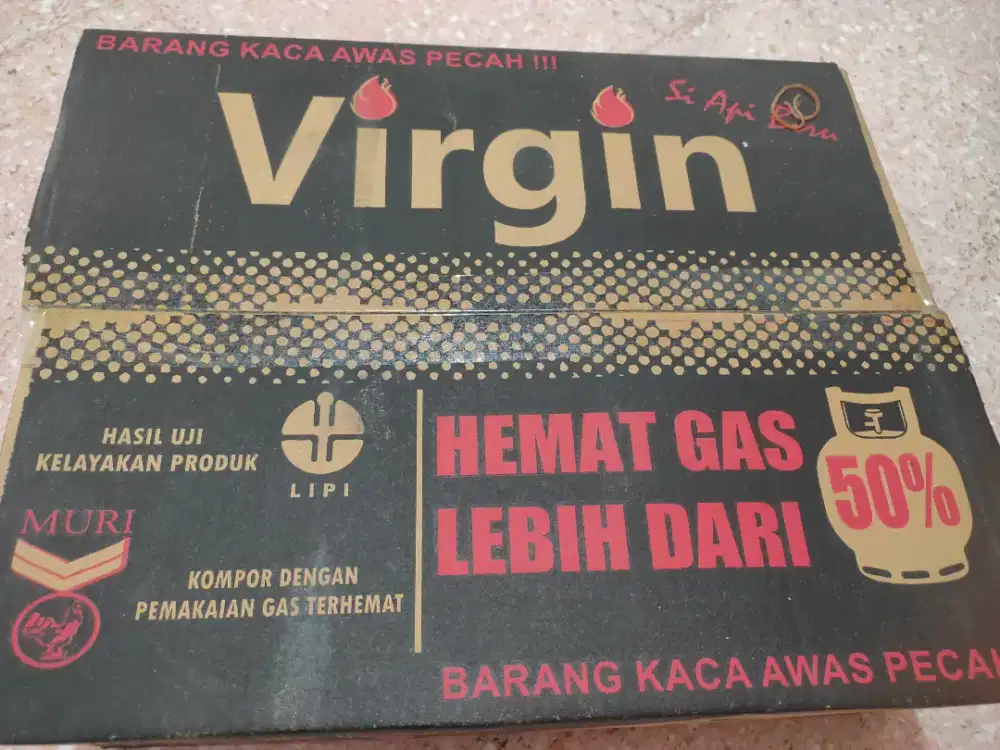 BARANG KACA AWAS PECAH !!!
Virgin
Si Api
HASIL UJI
KELAYAKAN PRODUK
LIPI
MURI
KOMPOR DENGAN
PEMAKAIAN GAS TERHEMAT
HEMAT GAS
LEBIH DARI
50%
BARANG KACA AWAS PECAH